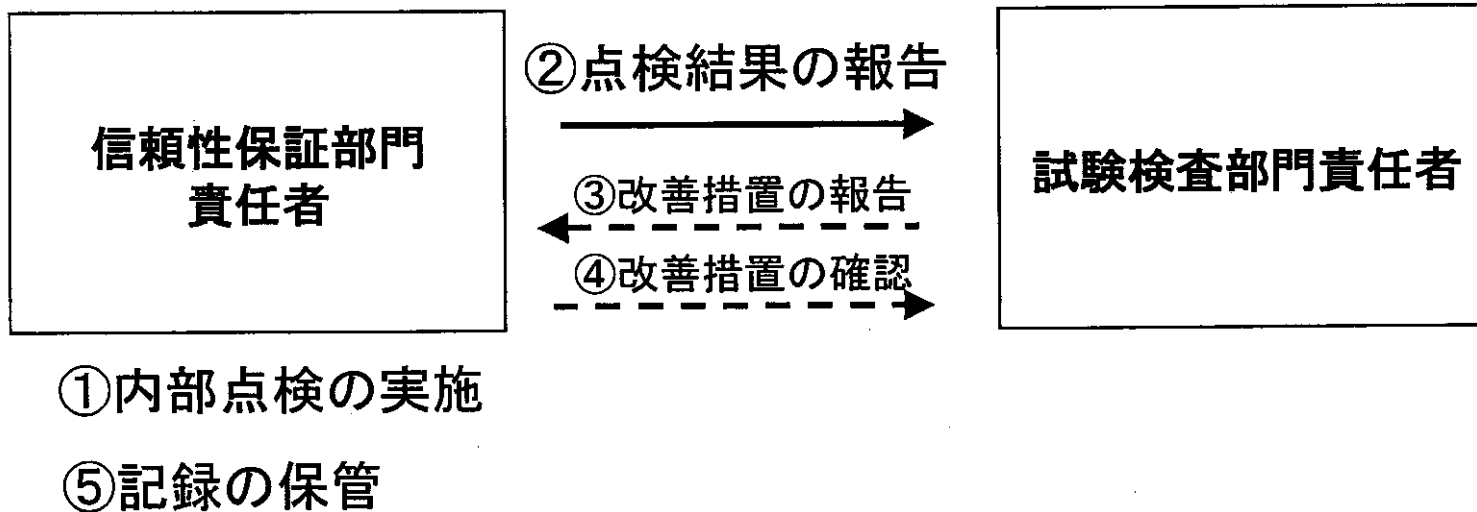 信頼性保証部門
責任者
②点検結果の報告
③改善措置の報告
④改善措置の確認
試験検査部門責任者
①内部点検の実施
⑤記録の保管